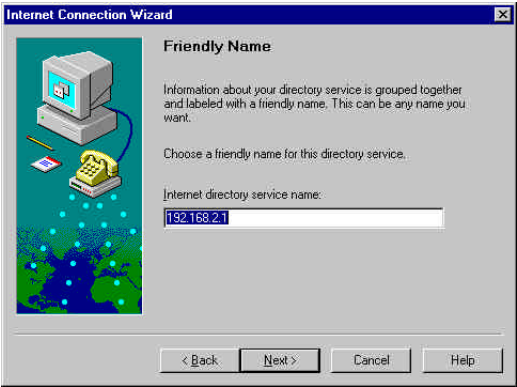 Internet Connection Wizard
Friendly Name
Information about your directory service is grouped together
and labeled with a friendly name. This can be any name you
want.
Choose a friendly name for this directory service.
Internet directory service name:
192.168.2.1
< Back
Next >
Cancel
Help